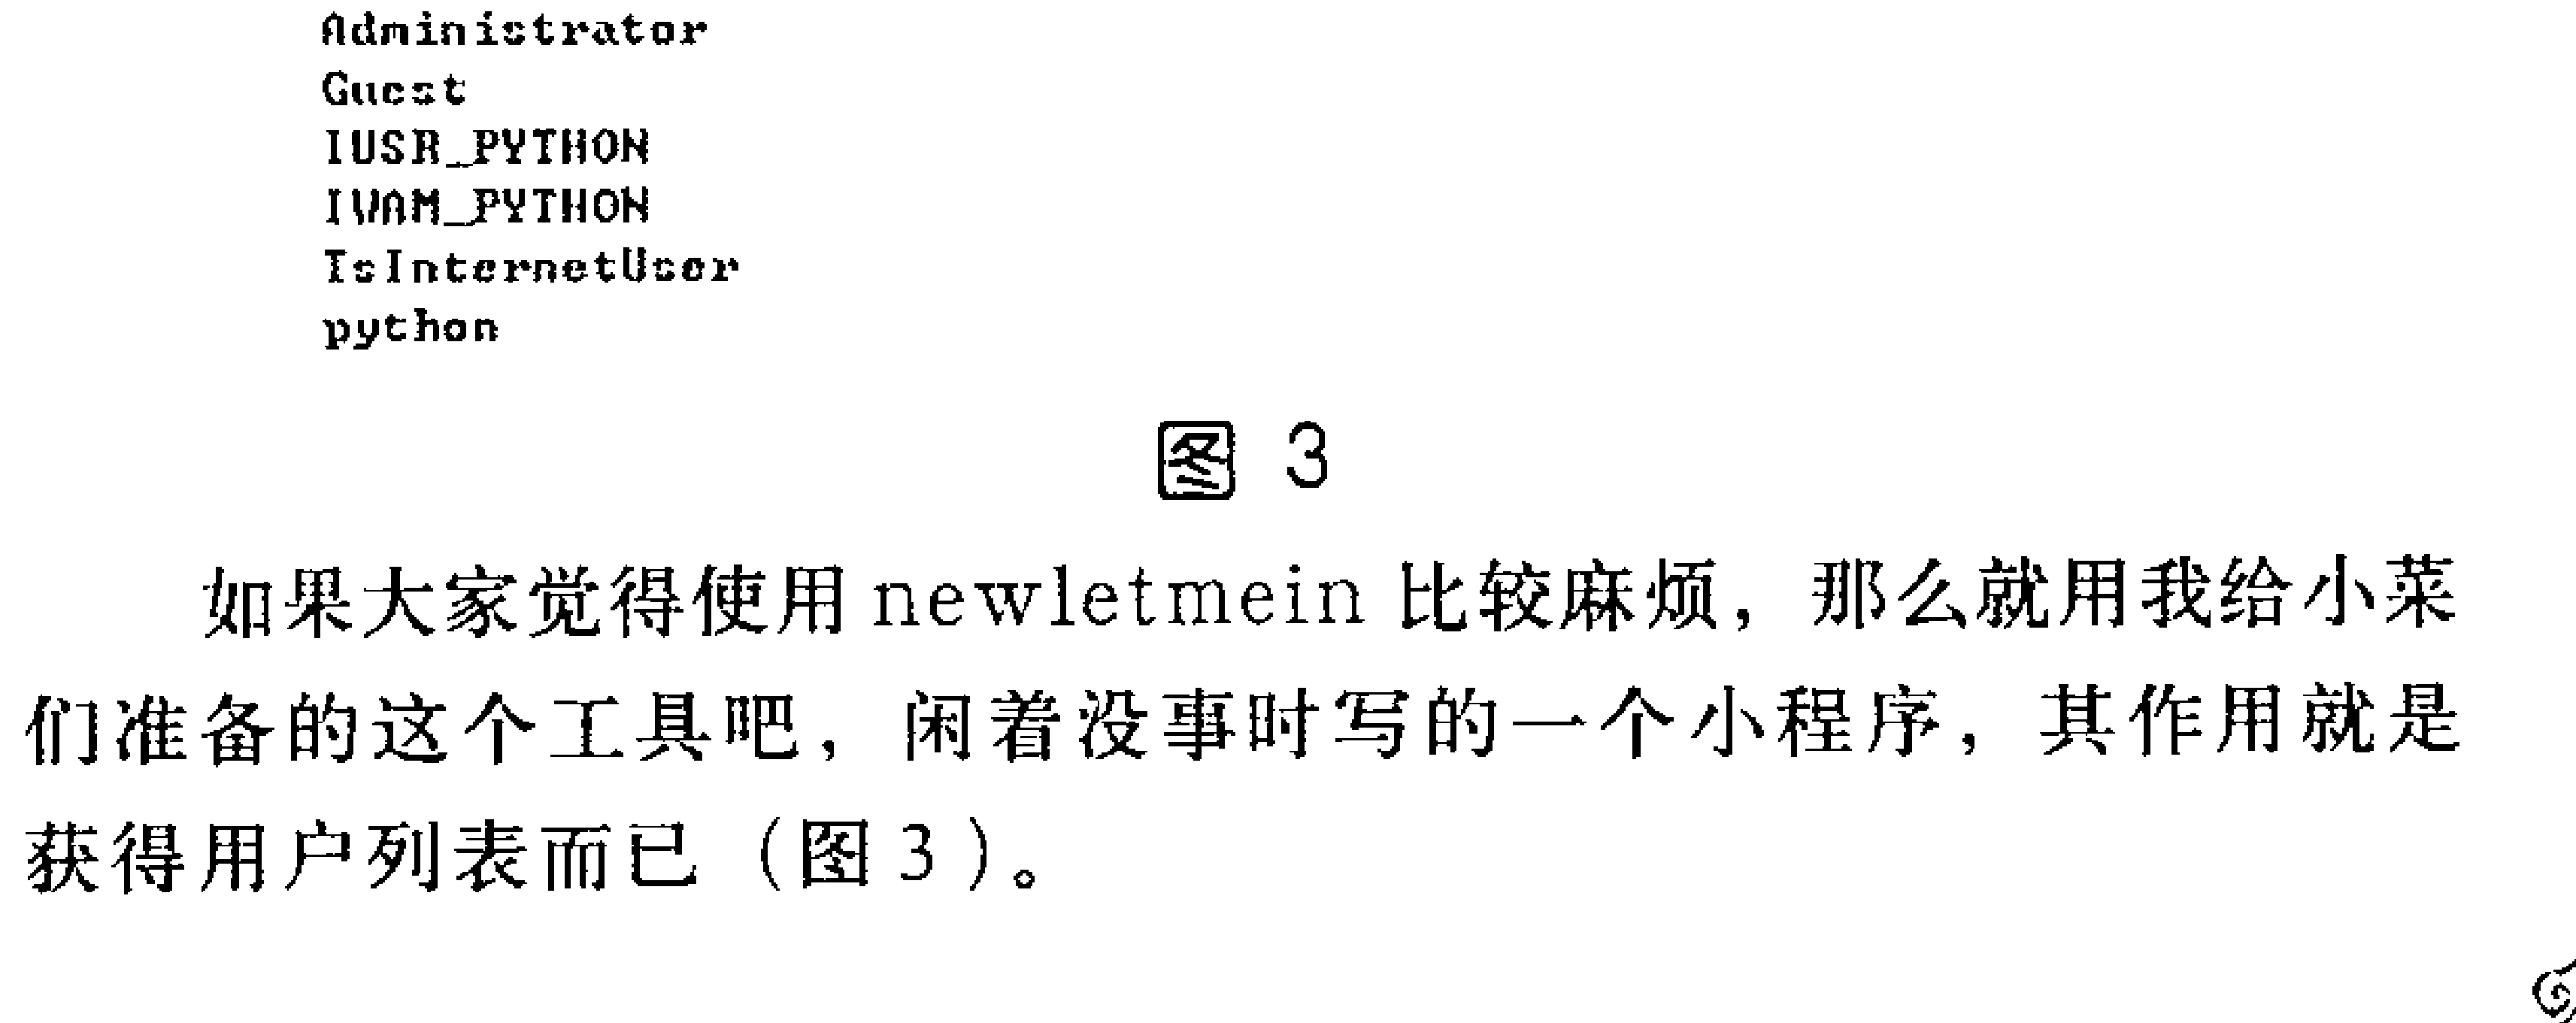 Administrator
Guest
IUSR_PYTHON
IWAM_PYTHON
TsInternetUser
python
图 3
如果大家觉得使用 newletmein 比较麻烦，那么就用我给小菜
们准备的这个工具吧，闲着没事时写的一个小程序，其作用就是
获得用户列表而已（图 3）。